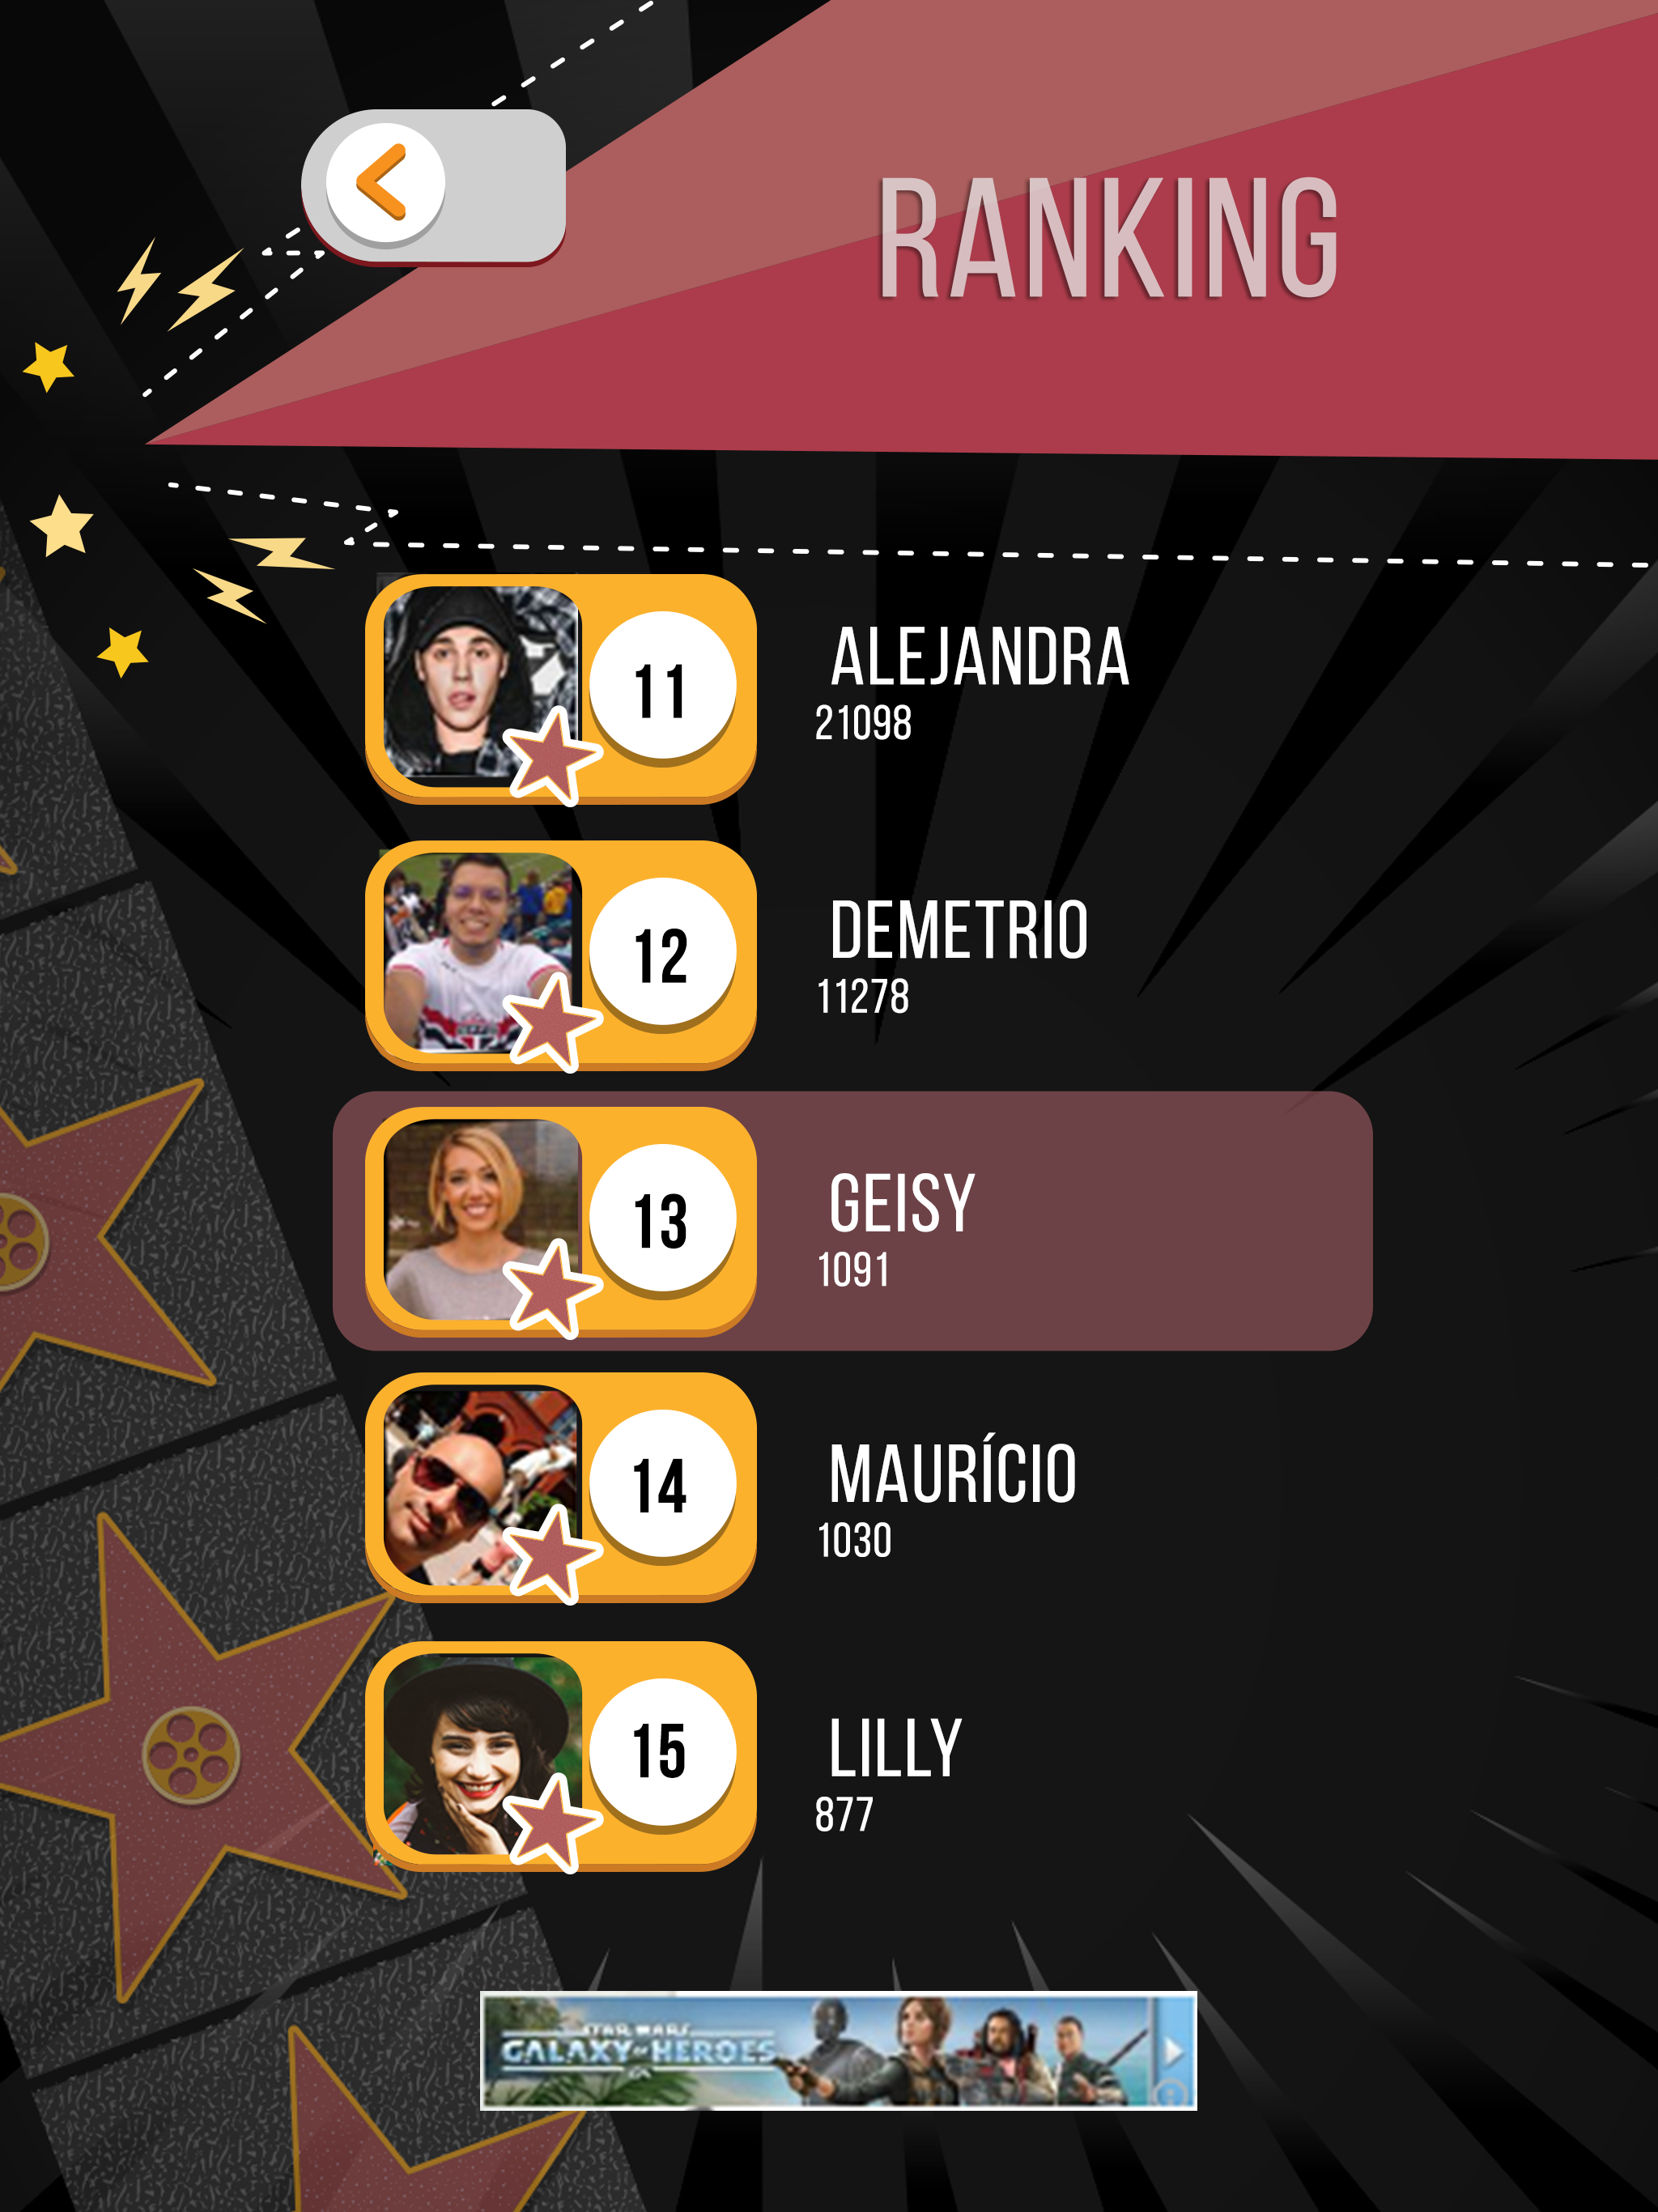 RANKING
11
ALEJANDRA
21098
12
DEMETRIO
11278
13
GEISY
1091
14
MAURÍCIO
1030
15
LILLY
877
STAR WARS
GALAXY OF HEROES
EA